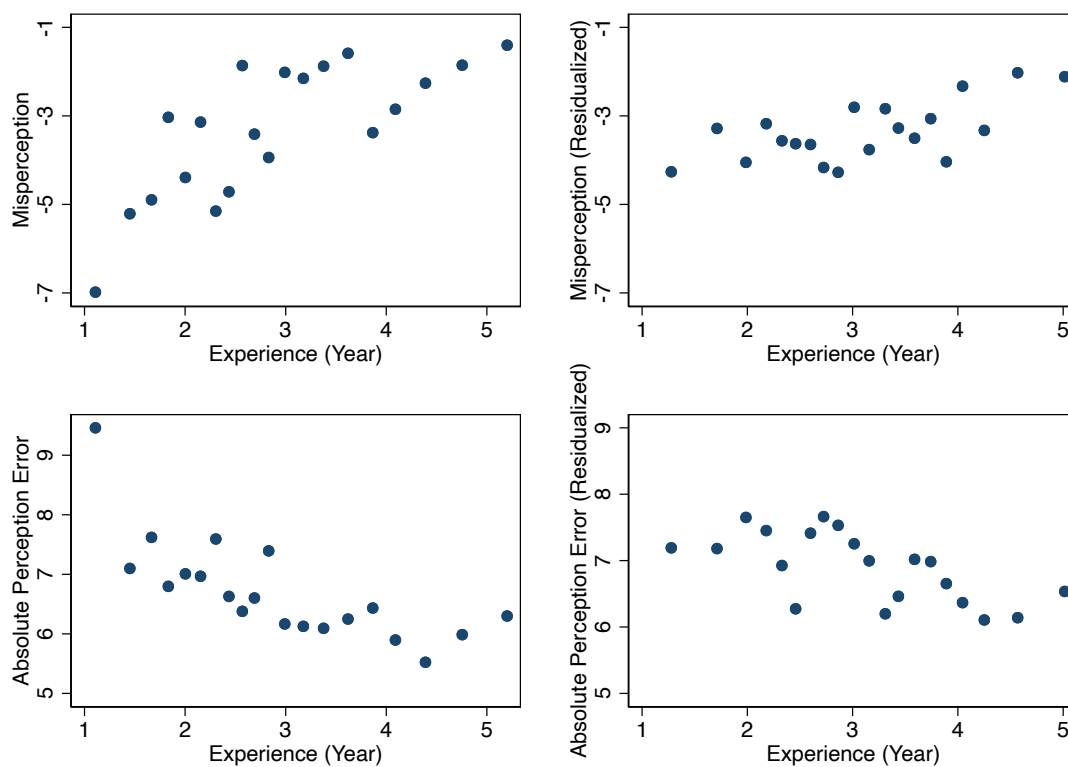 Misperception
-1
-3
-5
-7
1 2 3 4 5
Experience (Year)
Misperception (Residualized)
-1
-3
-5
-7
1 2 3 4 5
Experience (Year)
Absolute Perception Error
9
8
7
6
5
1 2 3 4 5
Experience (Year)
Absolute Perception Error (Residualized)
9
8
7
6
5
1 2 3 4 5
Experience (Year)